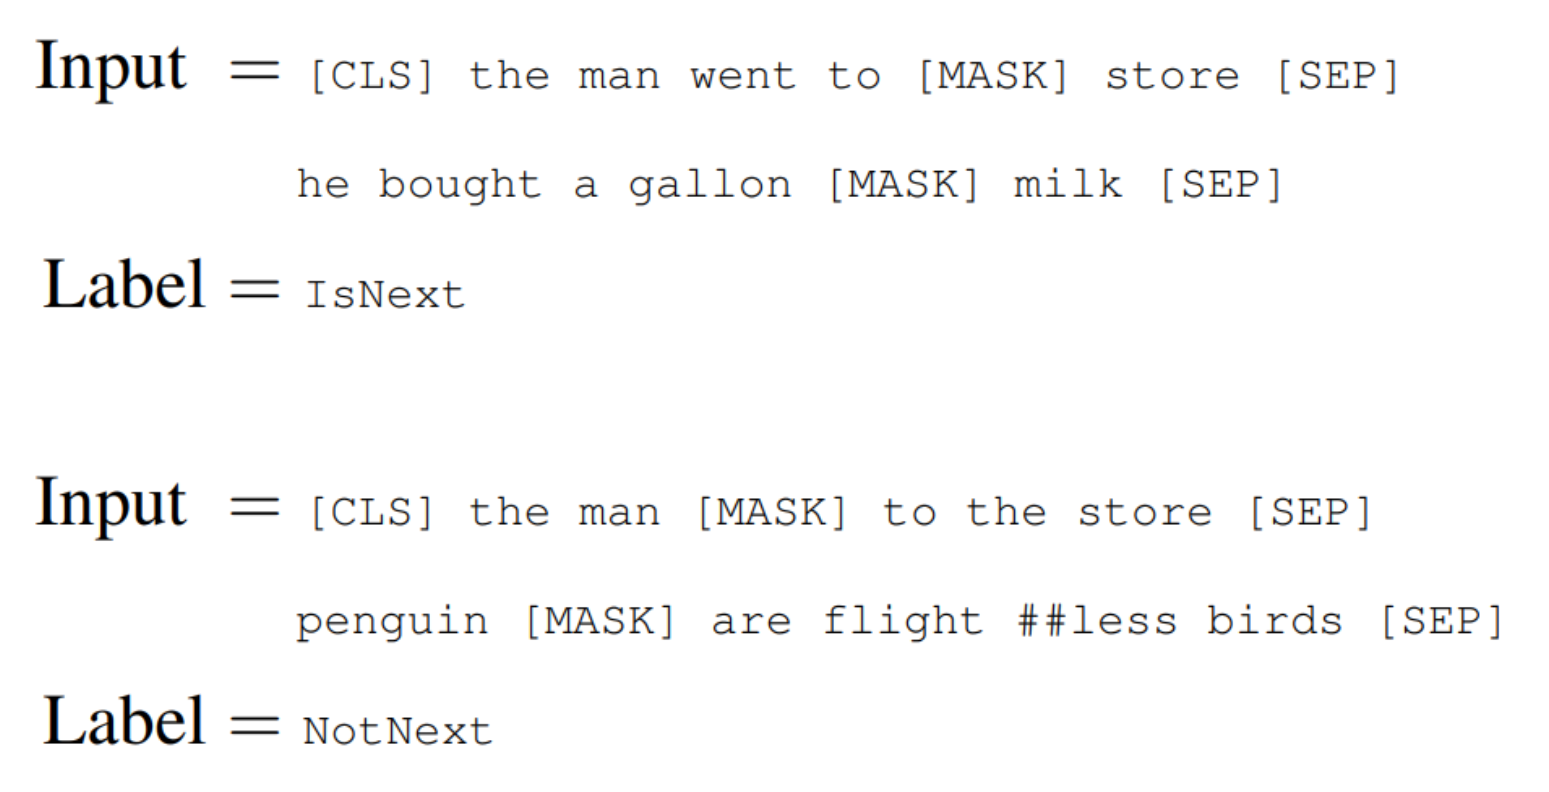 Input = [CLS] the man went to [MASK] store [SEP]
he bought a gallon [MASK] milk [SEP]
Label = IsNext
Input = [CLS] the man [MASK] to the store [SEP]
penguin [MASK] are flight ##less birds [SEP]
Label = NotNext